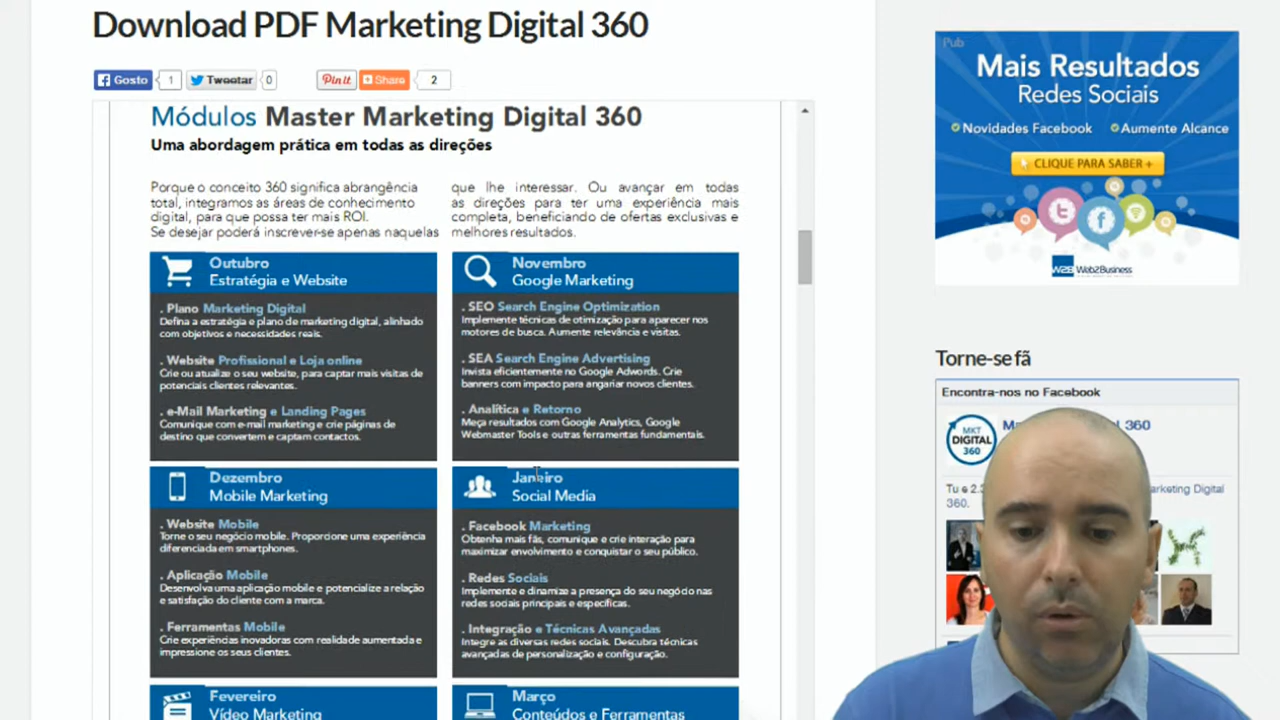 Download PDF Marketing Digital 360
Gosto
1
Tweetar
0
Pin it
Share
2
Módulos Master Marketing Digital 360
Uma abordagem prática em todas as direções
Porque o conceito 360 significa abrangência
total, integramos as áreas de conhecimento
digital, para que possa ter mais ROI.
Se desejar poderá inscrever-se apenas naquelas
que lhe interessar. Ou avançar em todas
as direções para ter uma experiência mais
completa, beneficiando de ofertas exclusivas e
melhores resultados.
Outubro
Estratégia e Website
. Plano Marketing Digital
Defina a estratégia e plano de marketing digital, alinhado
com objetivos e necessidades reais.
. Website Profissional e Loja online
Crie ou atualize o seu website, para captar mais visitas de
potenciais clientes relevantes.
. e-Mail Marketing e Landing Pages
Comunique com e-mail marketing e crie páginas de
destino que convertem e captam contactos.
Novembro
Google Marketing
. SEO Search Engine Optimization
Implemente técnicas de otimização para aparecer nos
motores de busca. Aumente relevância e visitas.
. SEA Search Engine Advertising
Invista eficientemente no Google Adwords. Crie
banners com impacto para angariar novos clientes.
. Analítica e Retorno
Meça resultados com Google Analytics, Google
Webmaster Tools e outras ferramentas fundamentais.
Dezembro
Mobile Marketing
. Website Mobile
Torne o seu negócio mobile. Proporcione uma experiência
diferenciada em smartphones.
. Aplicação Mobile
Desenvolva uma aplicação mobile e potencialize a relação
e satisfação do cliente com a marca.
. Ferramentas Mobile
Crie experiências inovadoras com realidade aumentada e
impressione os seus clientes.
Janeiro
Social Media
. Facebook Marketing
Obtenha mais fãs, comunique e crie interação para
maximizar envolvimento e conquistar o seu público.
. Redes Sociais
Implemente e dinamize a presença do seu negócio nas
redes sociais principais e específicas.
. Integração e Técnicas Avançadas
Integre as diversas redes sociais. Descubra técnicas
avançadas de personalização e configuração.
Fevereiro
Vídeo Marketing
Março
Conteúdos e Ferramentas
Pub
Mais Resultados
Redes Sociais
Novidades Facebook
Aumente Alcance
CLIQUE PARA SABER +
W2B Web2Business
Torne-se fã
Encontra-nos no Facebook
MKT
DIGITAL
360
360
Tu e 2.
Marketing Digital
360.